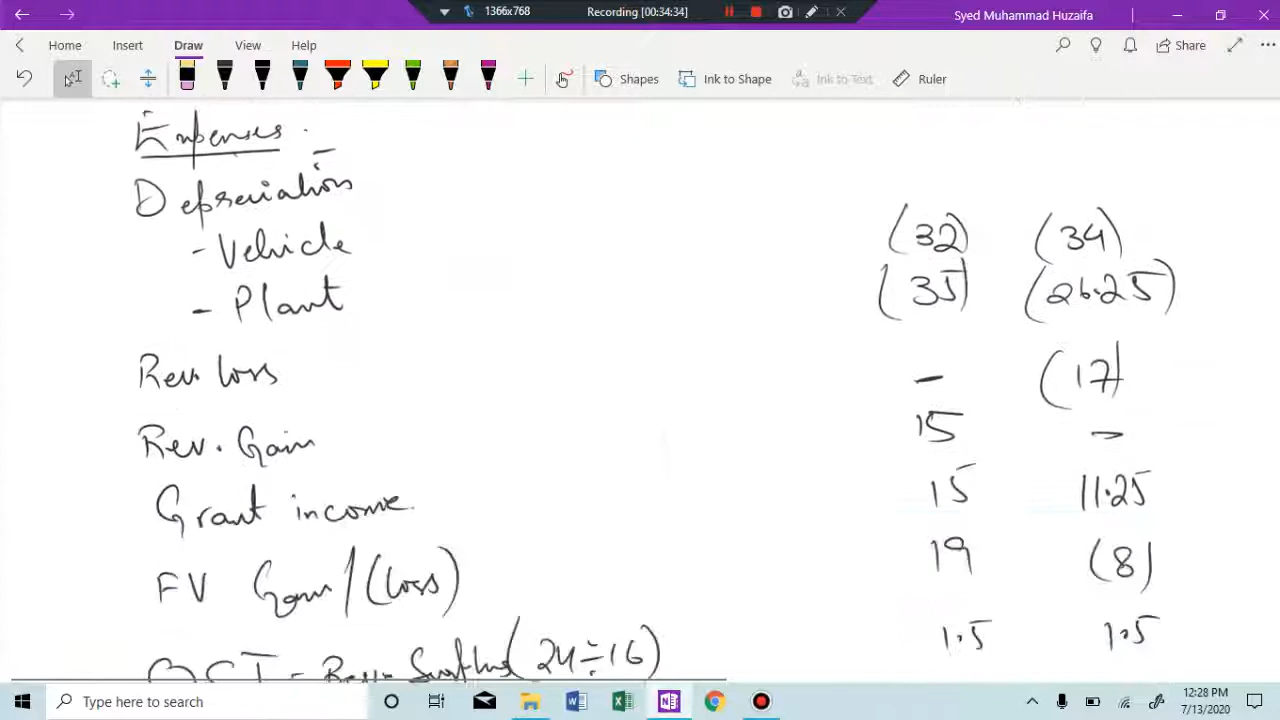 1366x768 Recording [00:34:34] Syed Muhammad Huzaifa
Home Insert Draw View Help Share
Shapes Ink to Shape Ink to Text Ruler
Expenses
Depreciation
- Vehicle (32) (34)
- Plant (35) (26.25)
Rev. loss - (17)
Rev. Gain 15 -
Grant income 15 11.25
FV Gain/(loss) 19 (8)
1.5 1.5
OCI - (24÷16)
Type here to search 12:28 PM
7/13/2020